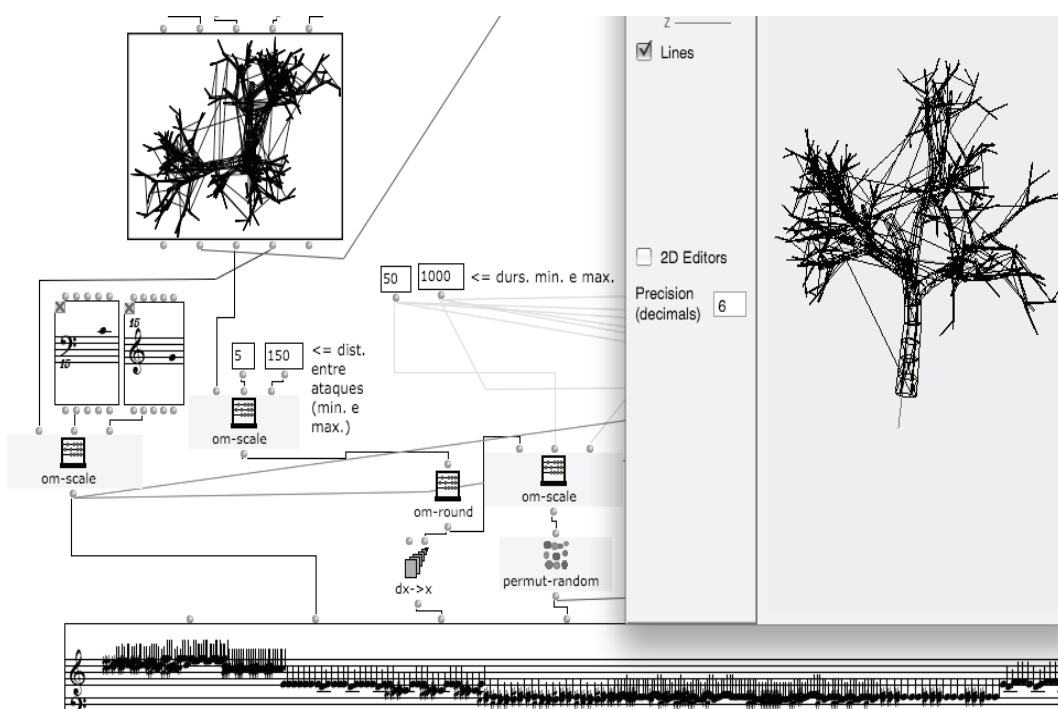 Z
Lines
2D Editors
Precision
(decimals)
6
50
1000
<= durs. min. e max.
15
15
5
150
<= dist.
entre
ataques
(min. e
max.)
om-scale
om-scale
om-round
om-scale
dx->x
permut-random